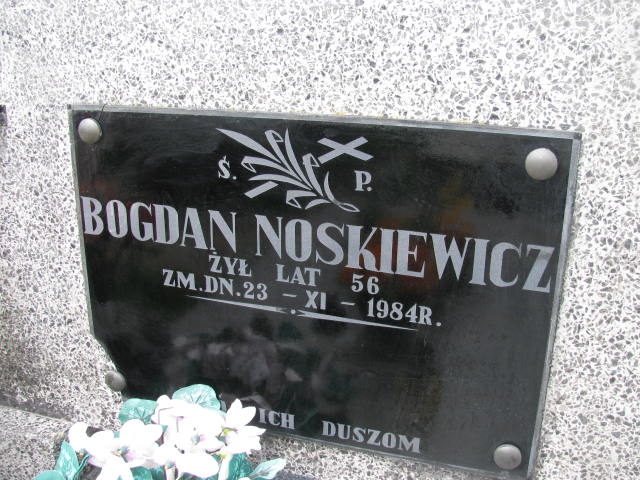 Ś. P.
BOGDAN NOSKIEWICZ
ŻYŁ LAT 56
ZM. DN. 23 - XI - 1984R.
ICH DUSZOM